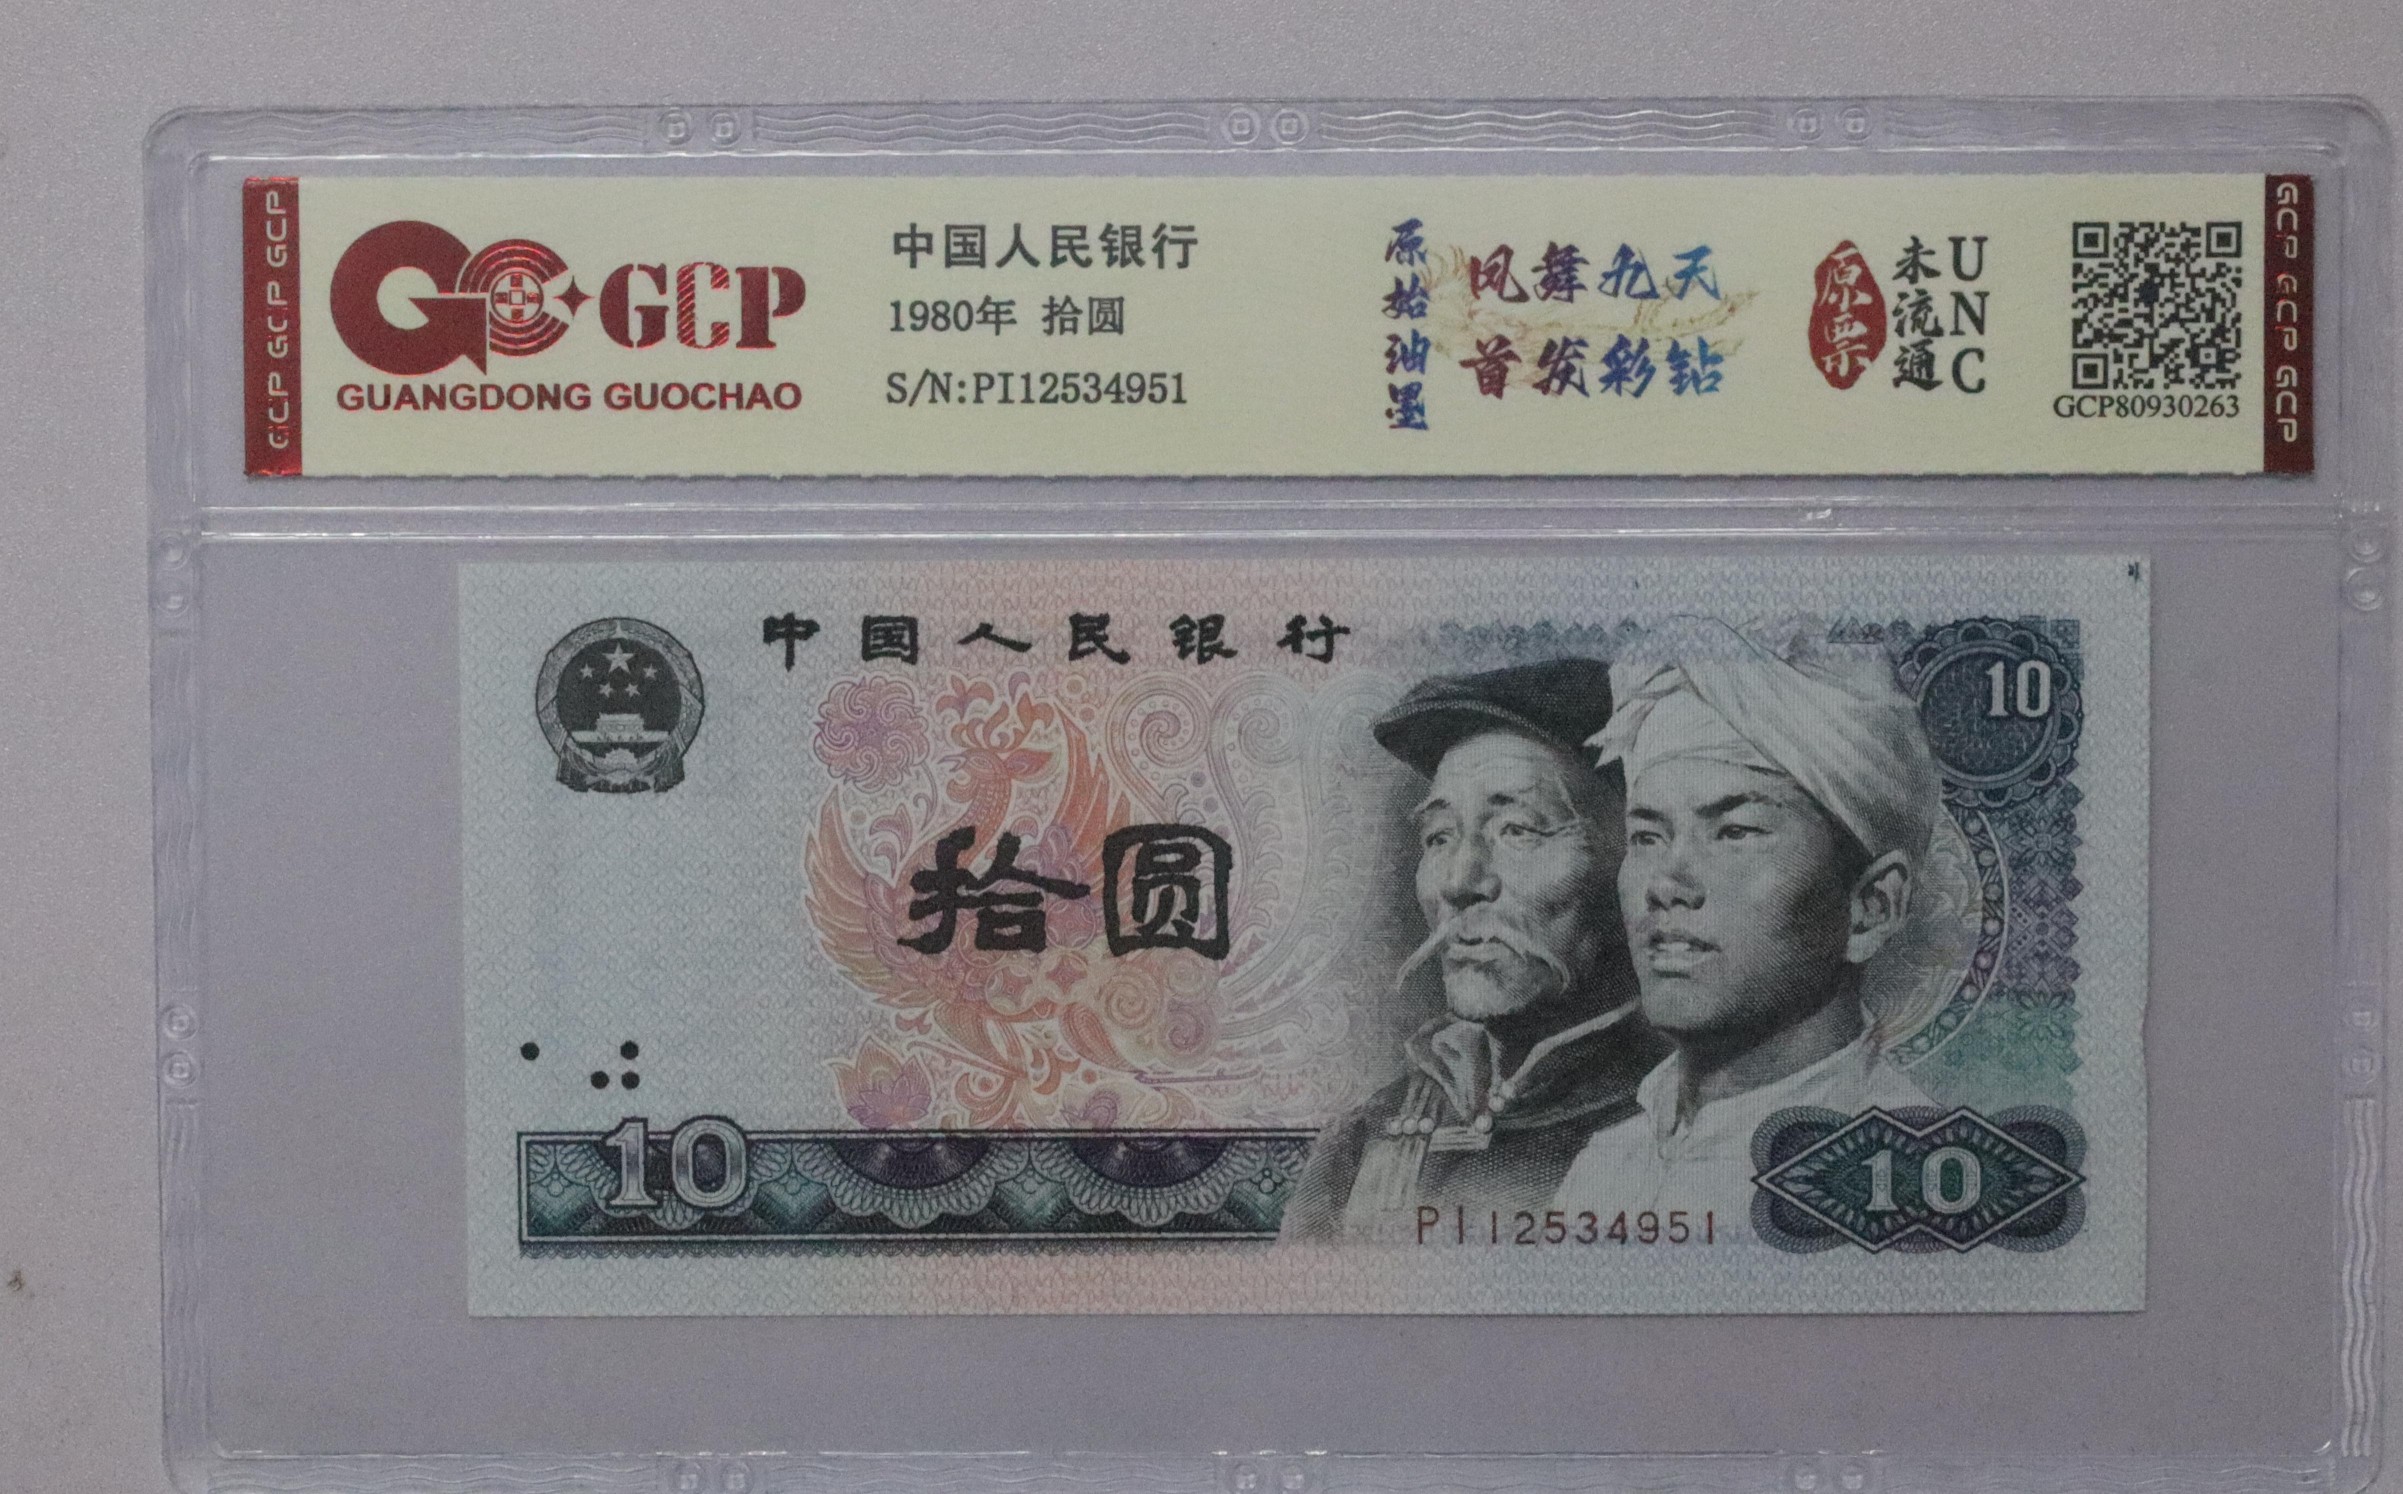 GCP GCP GCP
GCP
GUANGDONG GUOCHAO
中国人民银行
1980年 拾圆
S/N:PI12534951
原始油墨
凤舞九天
首发彩钻
原票
未流通
UNC
GCP80930263
GCP GCP GCP
中国人民银行
10
拾圆
10
PI12534951
10